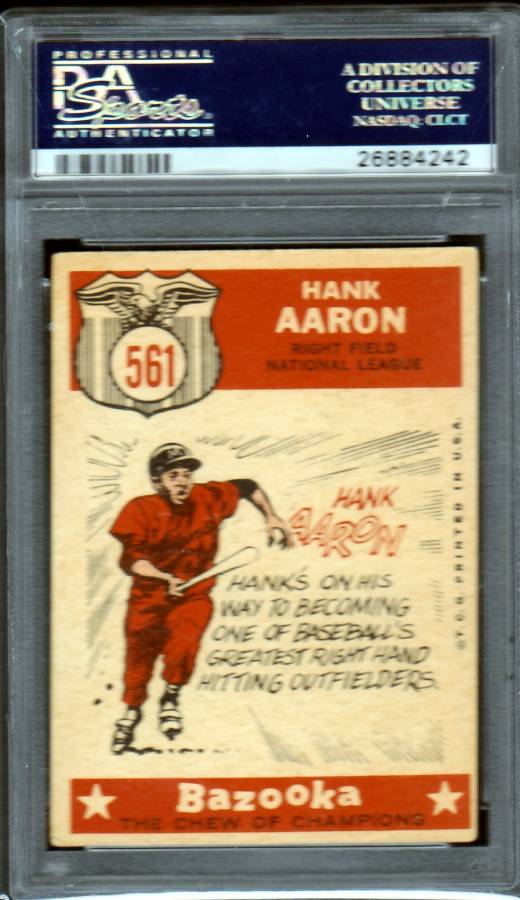 PROFESSIONAL
PSA
Sports
AUTHENTICATOR
A DIVISION OF
COLLECTORS
UNIVERSE
NASDAQ: CLCT
26884242
561
HANK
AARON
RIGHT FIELD
NATIONAL LEAGUE
M
HANK
AARON
HANK'S ON HIS
WAY TO BECOMING
ONE OF BASEBALL'S
GREATEST RIGHT HAND
HITTING OUTFIELDERS.
©T.C.G. PRINTED IN U.S.A.
Bazooka
THE CHEW OF CHAMPIONS